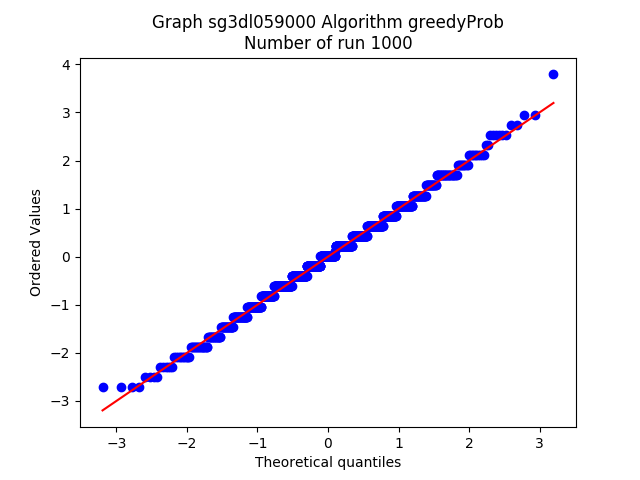 Graph sg3dl059000 Algorithm greedyProb
Number of run 1000
4
3
2
1
0
−1
−2
−3
Ordered Values
−3 −2 −1 0 1 2 3
Theoretical quantiles